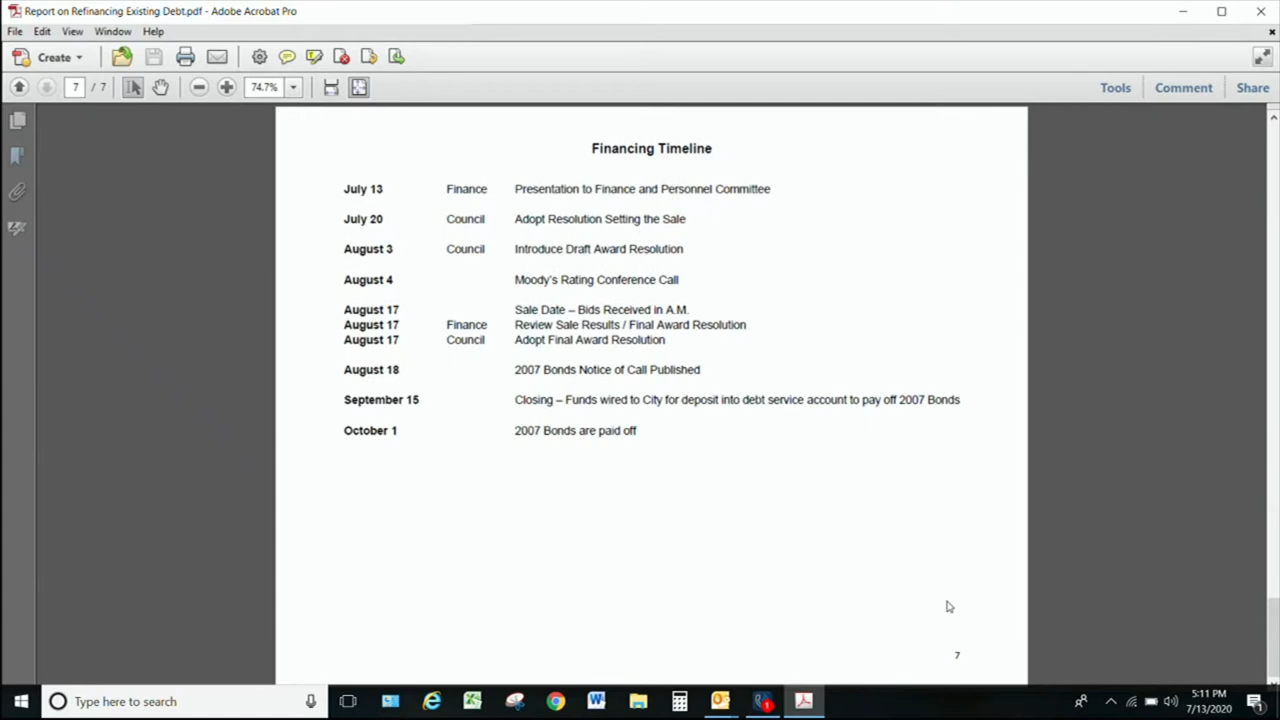 Report on Refinancing Existing Debt.pdf - Adobe Acrobat Pro
File Edit View Window Help
Create
7 / 7 74.7% Tools Comment Share
Financing Timeline
July 13 Finance Presentation to Finance and Personnel Committee
July 20 Council Adopt Resolution Setting the Sale
August 3 Council Introduce Draft Award Resolution
August 4 Moody's Rating Conference Call
August 17 Sale Date – Bids Received in A.M.
August 17 Finance Review Sale Results / Final Award Resolution
August 17 Council Adopt Final Award Resolution
August 18 2007 Bonds Notice of Call Published
September 15 Closing – Funds wired to City for deposit into debt service account to pay off 2007 Bonds
October 1 2007 Bonds are paid off
7
Type here to search
5:11 PM
7/13/2020